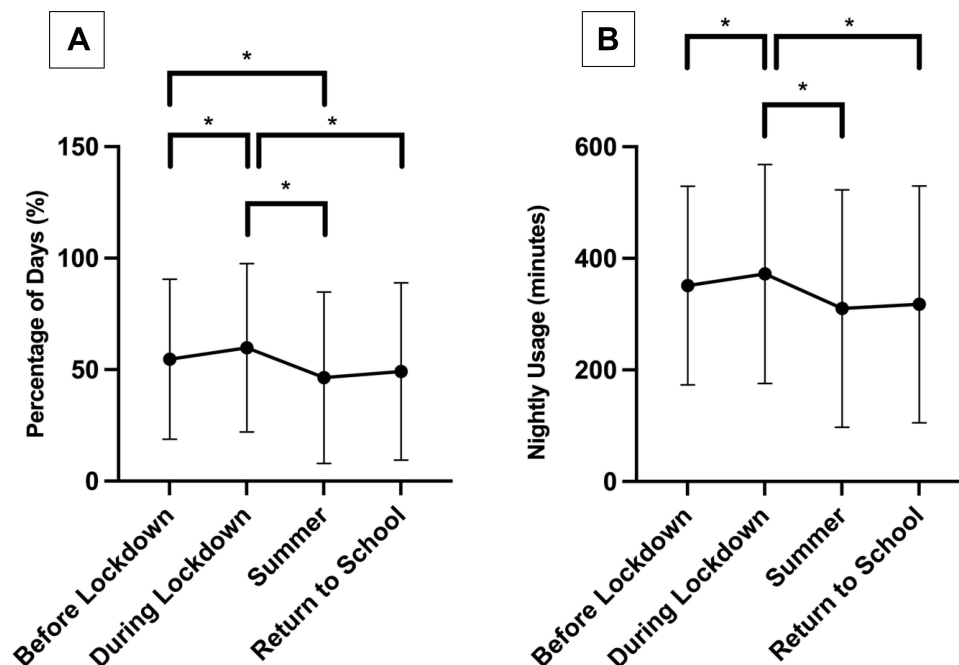 A
*
*
*
*
150
100
50
0
Percentage of Days (%)
Before Lockdown
During Lockdown
Summer
Return to School
B
*
*
*
600
400
200
0
Nightly Usage (minutes)
Before Lockdown
During Lockdown
Summer
Return to School